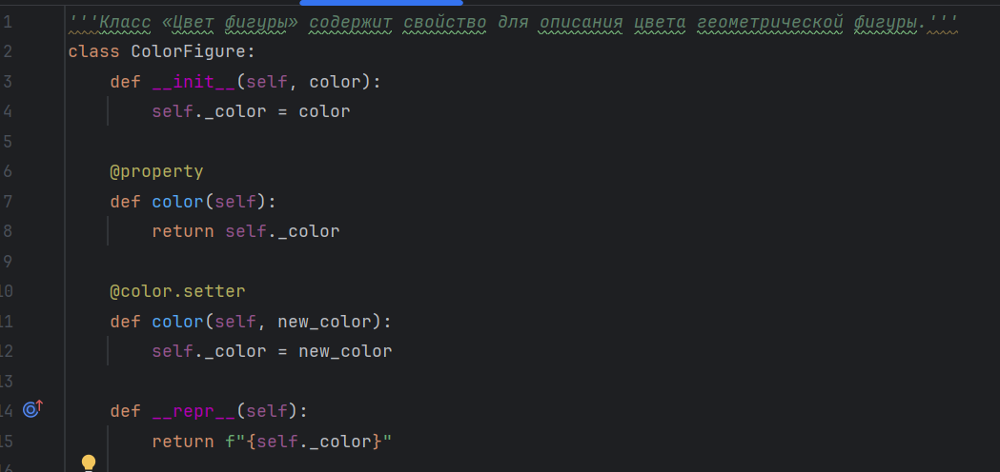 1 '''Класс «Цвет фигуры» содержит свойство для описания цвета геометрической фигуры.'''
2 class ColorFigure:
3     def __init__(self, color):
4         self._color = color
5
6     @property
7     def color(self):
8         return self._color
9
10     @color.setter
11     def color(self, new_color):
12         self._color = new_color
13
14     def __repr__(self):
15         return f"{self._color}"
16